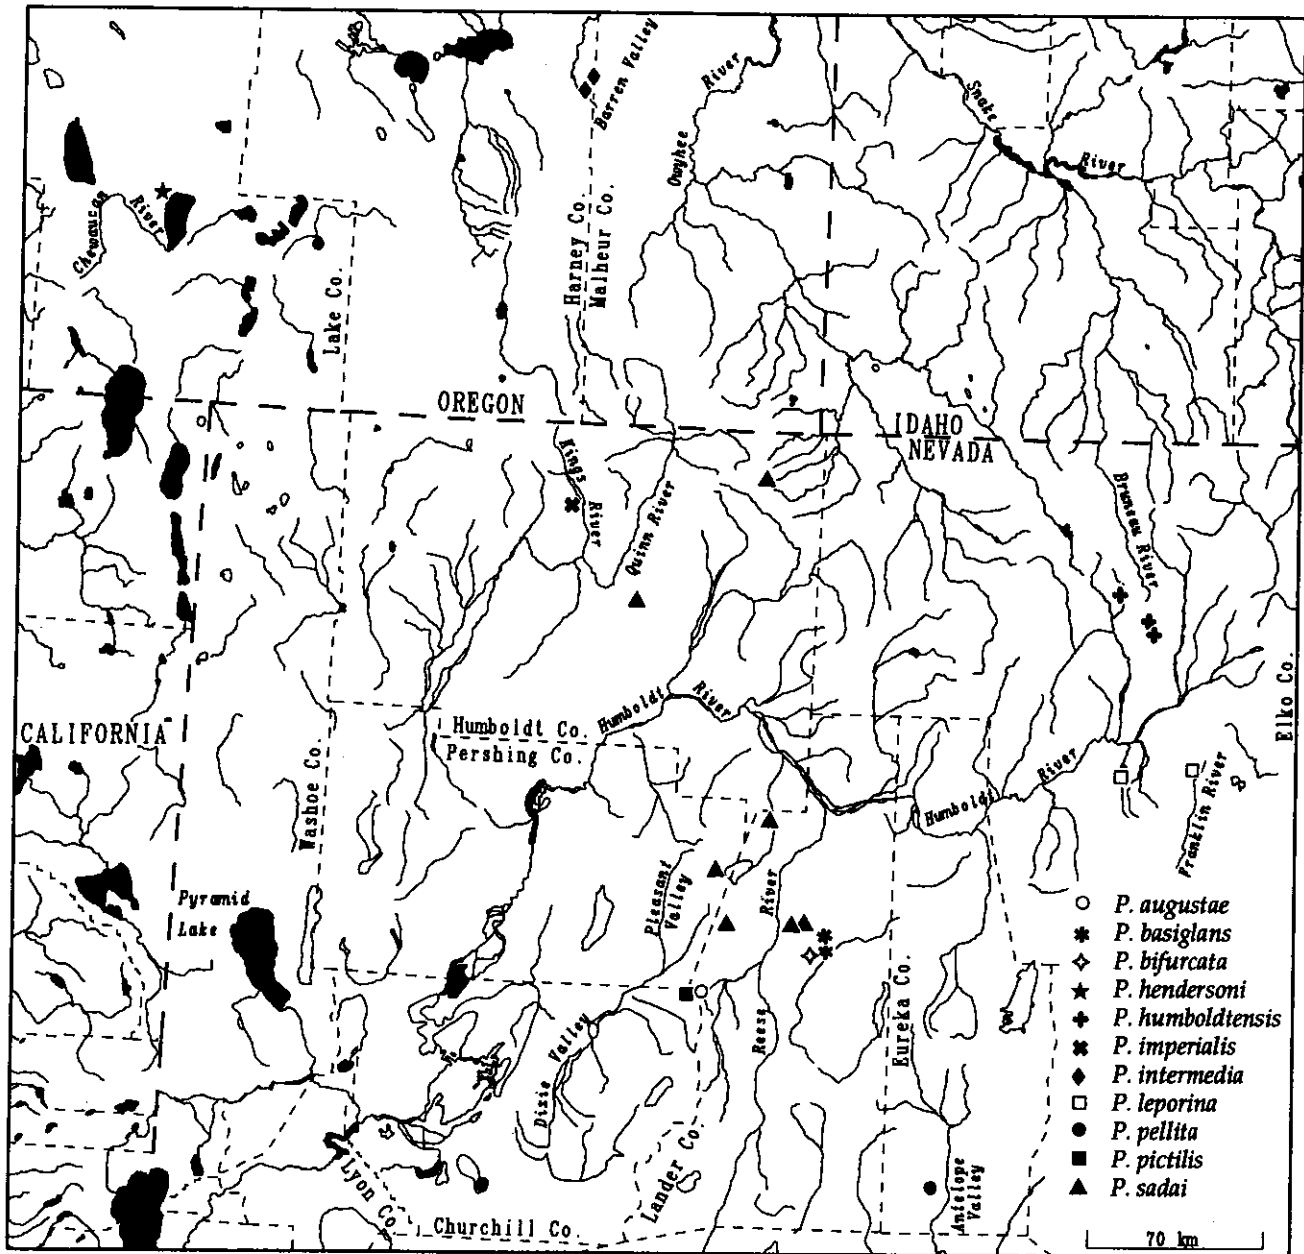 Barren Valley
River
Owyhee
Snake
River
Chewaucan
River
Harney Co.
Malheur Co.
Lake Co.
OREGON
IDAHO
NEVADA
Kings
River
Quinn River
Bruneau River
Elko Co.
CALIFORNIA
Humboldt Co.
Pershing Co.
Humboldt
River
Washoe Co.
Humboldt
River
Franklin River
Pyramid
Lake
Pleasant
Valley
River
Reese
Eureka Co.
Dixie
Valley
Lander Co.
Lyon Co.
Churchill Co.
Antelope
Valley
P. augustae
P. basiglans
P. bifurcata
P. hendersoni
P. humboldtensis
P. imperialis
P. intermedia
P. leporina
P. pellita
P. pictilis
P. sadai
70 km